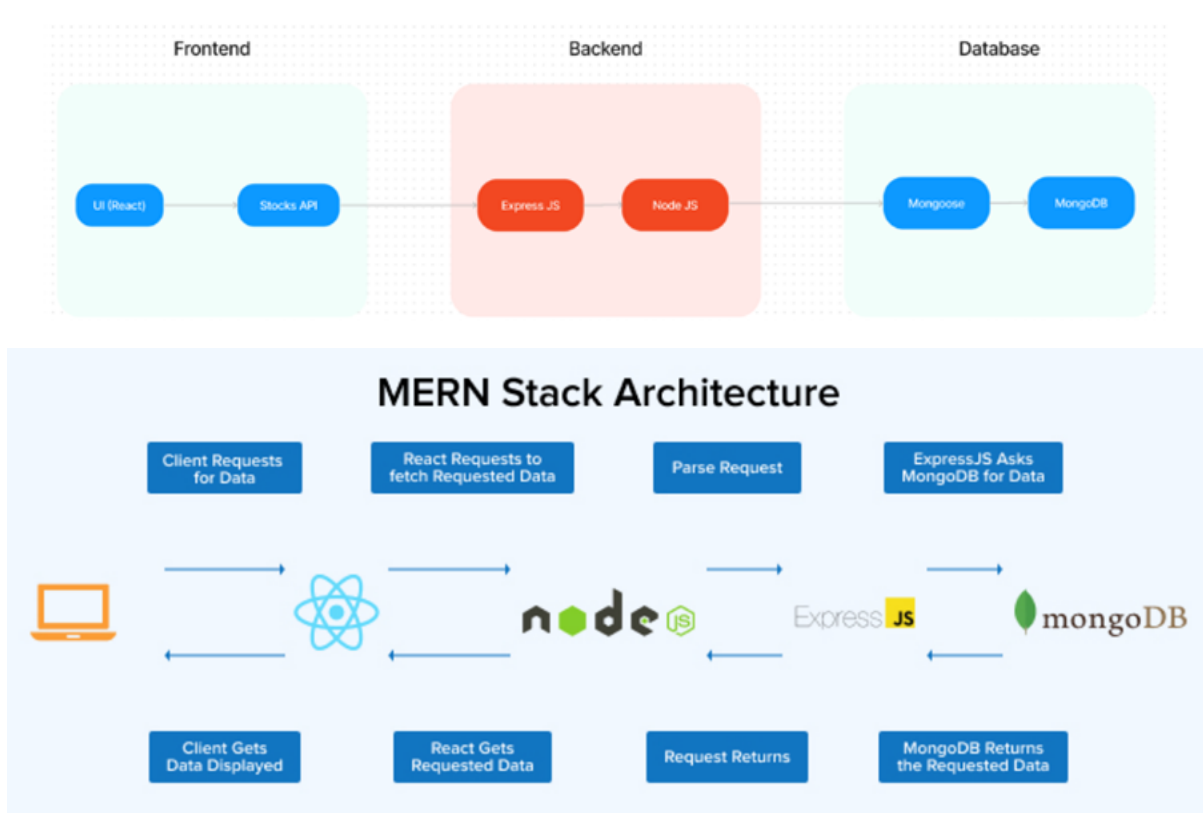 Frontend
Backend
Database
UI (React)
Stocks API
Express JS
Node JS
Mongoose
MongoDB
MERN Stack Architecture
Client Requests
for Data
React Requests to
fetch Requested Data
Parse Request
ExpressJS Asks
MongoDB for Data
node JS
Express JS
mongoDB
Client Gets
Data Displayed
React Gets
Requested Data
Request Returns
MongoDB Returns
the Requested Data